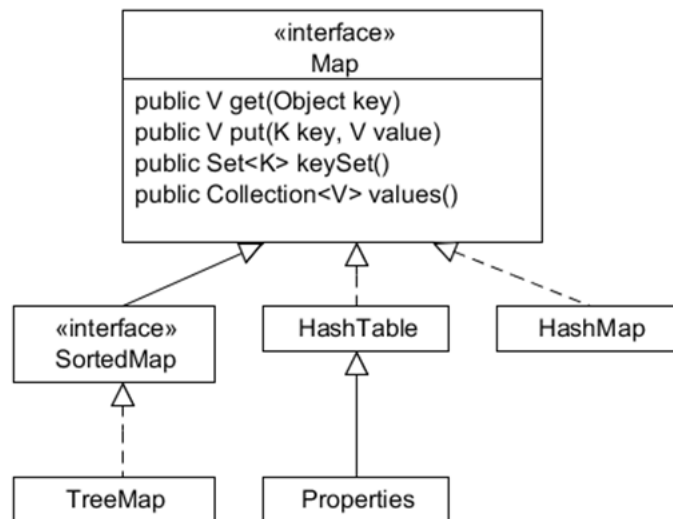 «interface»
Map
public V get(Object key)
public V put(K key, V value)
public Set<K> keySet()
public Collection<V> values()
«interface»
SortedMap
HashTable
HashMap
TreeMap
Properties